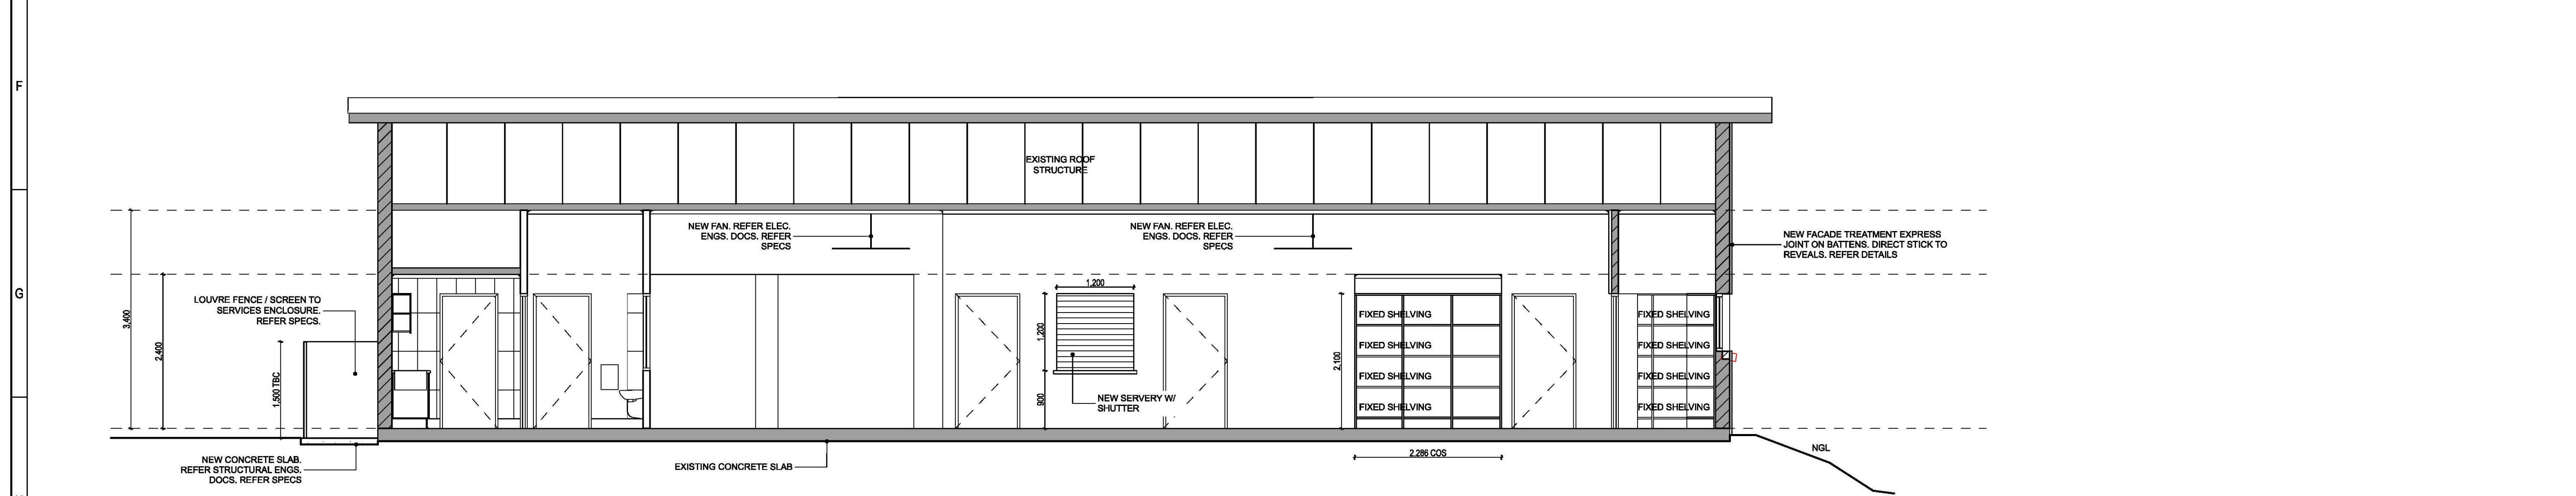 F
EXISTING ROOF
STRUCTURE
NEW FAN. REFER ELEC.
ENGS. DOCS. REFER
SPECS
NEW FAN. REFER ELEC.
ENGS. DOCS. REFER
SPECS
NEW FACADE TREATMENT EXPRESS
JOINT ON BATTENS. DIRECT STICK TO
REVEALS. REFER DETAILS
G
LOUVRE FENCE / SCREEN TO
SERVICES ENCLOSURE.
REFER SPECS.
3,400
2,400
1,500 TBC
1,200
1,200
900
2,100
FIXED SHELVING
FIXED SHELVING
FIXED SHELVING
FIXED SHELVING
FIXED SHELVING
FIXED SHELVING
FIXED SHELVING
FIXED SHELVING
NEW SERVERY W/
SHUTTER
NEW CONCRETE SLAB.
REFER STRUCTURAL ENGS.
DOCS. REFER SPECS
EXISTING CONCRETE SLAB
2,286 COS
NGL